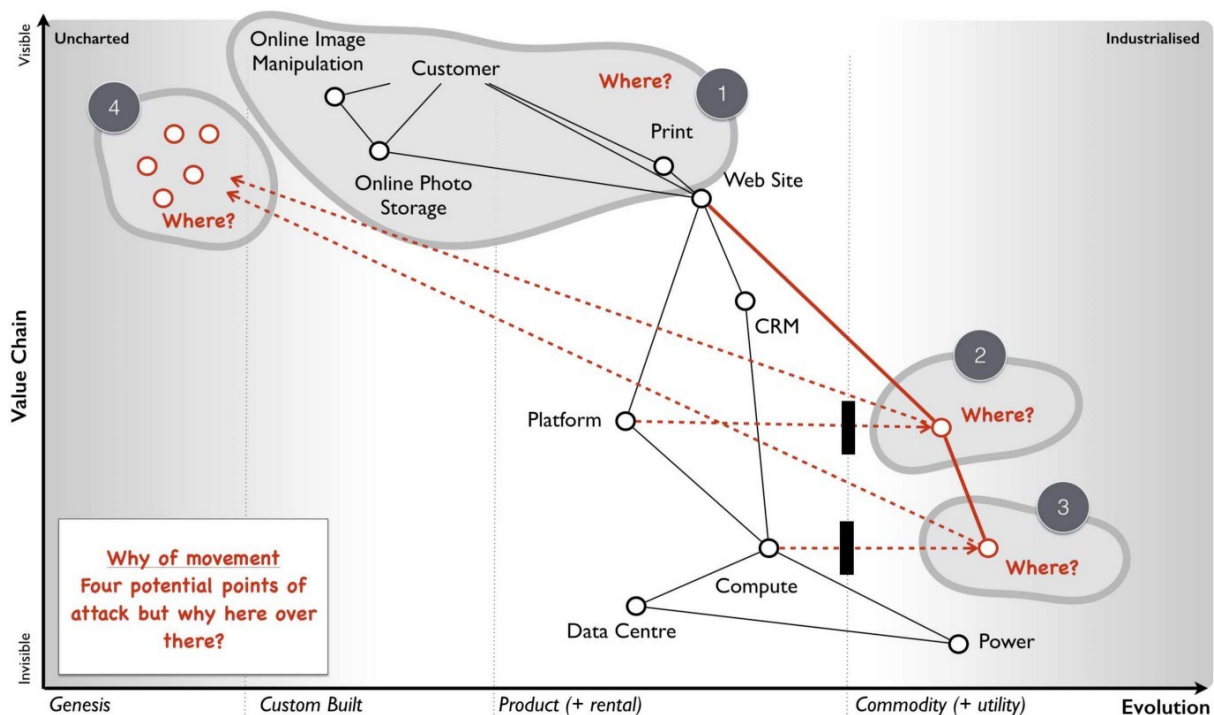 Visible
Uncharted
Industrialised
Online Image
Manipulation
Customer
Where?
1
4
Print
Web Site
Online Photo
Storage
Where?
CRM
Value Chain
2
Where?
Platform
3
Where?
Compute
Data Centre
Power
Why of movement
Four potential points of
attack but why here over
there?
Invisible
Genesis
Custom Built
Product (+ rental)
Commodity (+ utility)
Evolution